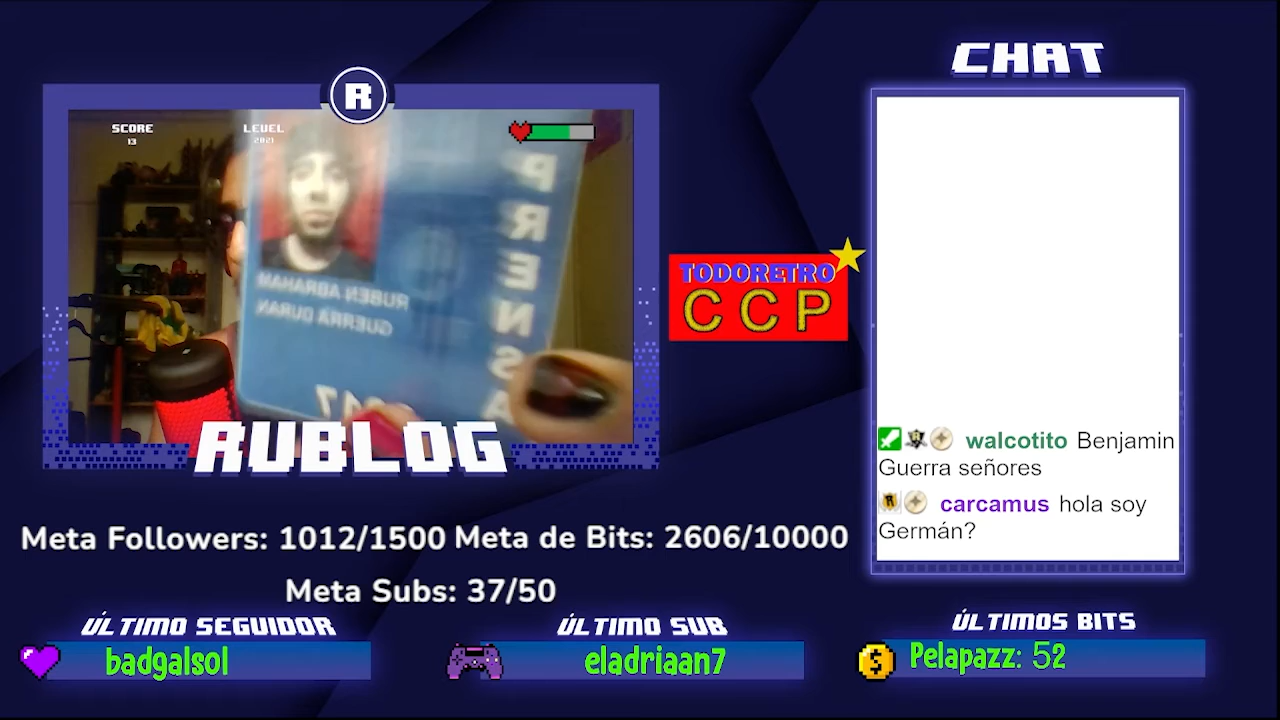 CHAT
R
SCORE
13
LEVEL
2021
PRENSA
RUBEN ABRAHAM
GUERRA DURAN
TODORETRO
CCP
RUBLOG
walcotito Benjamin
Guerra señores
carcamus hola soy
Germán?
Meta Followers: 1012/1500 Meta de Bits: 2606/10000
Meta Subs: 37/50
ÚLTIMO SEGUIDOR
badgalsol
ÚLTIMO SUB
eladriaan7
ÚLTIMOS BITS
Pelapazz: 52